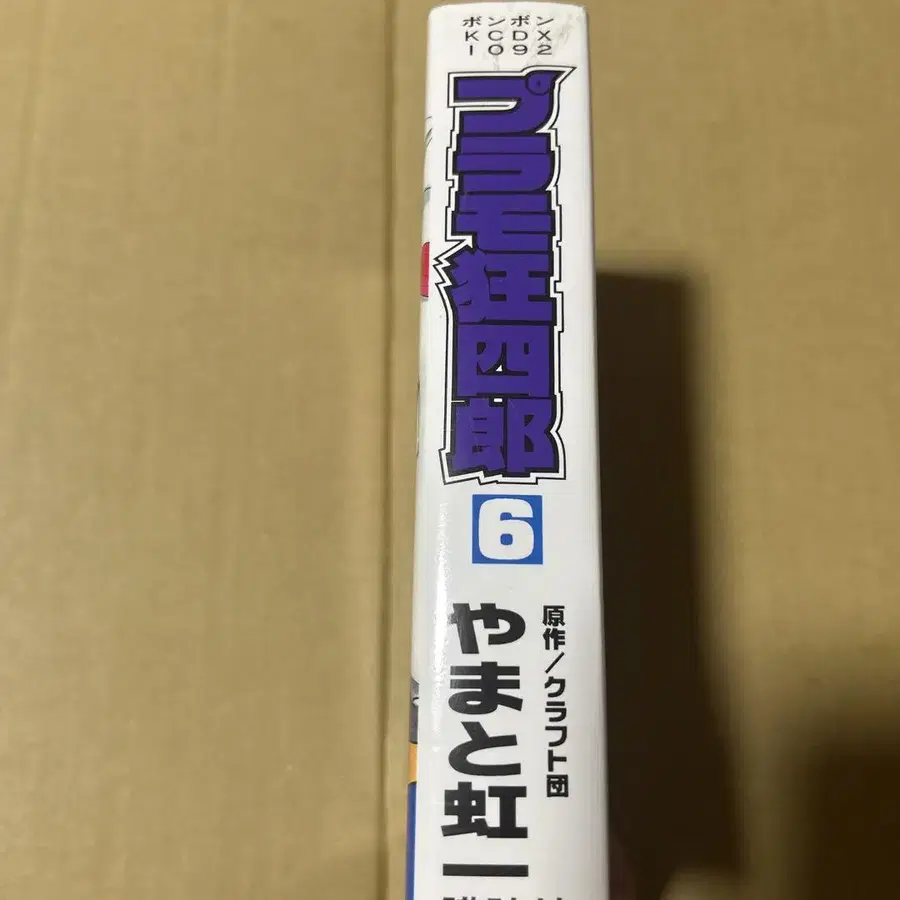 ボンボン
KCDX
1092
プラモ狂四郎
6
原作/クラフト団
やまと虹一